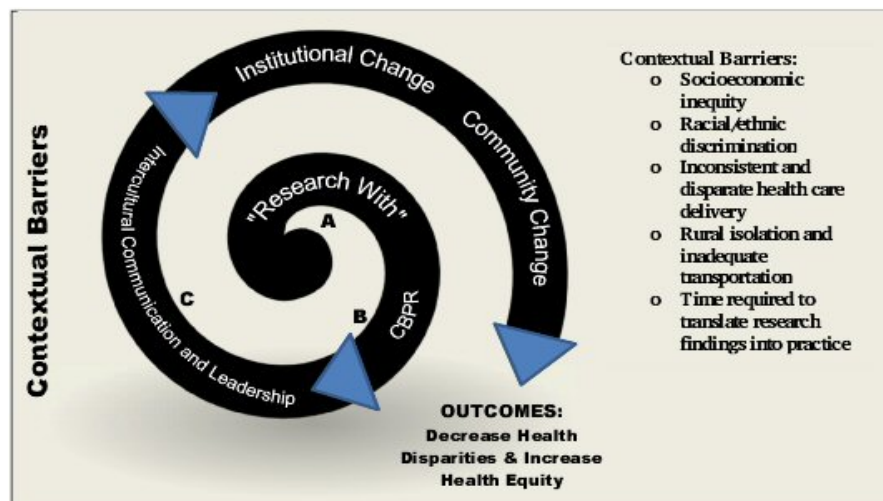 Contextual Barriers
Institutional Change
Community Change
Intercultural Communication and Leadership
"Research With"
A
B
C
CBPR
OUTCOMES:
Decrease Health
Disparities & Increase
Health Equity
Contextual Barriers:
o Socioeconomic
inequity
o Racial/ethnic
discrimination
o Inconsistent and
disparate health care
delivery
o Rural isolation and
inadequate
transportation
o Time required to
translate research
findings into practice